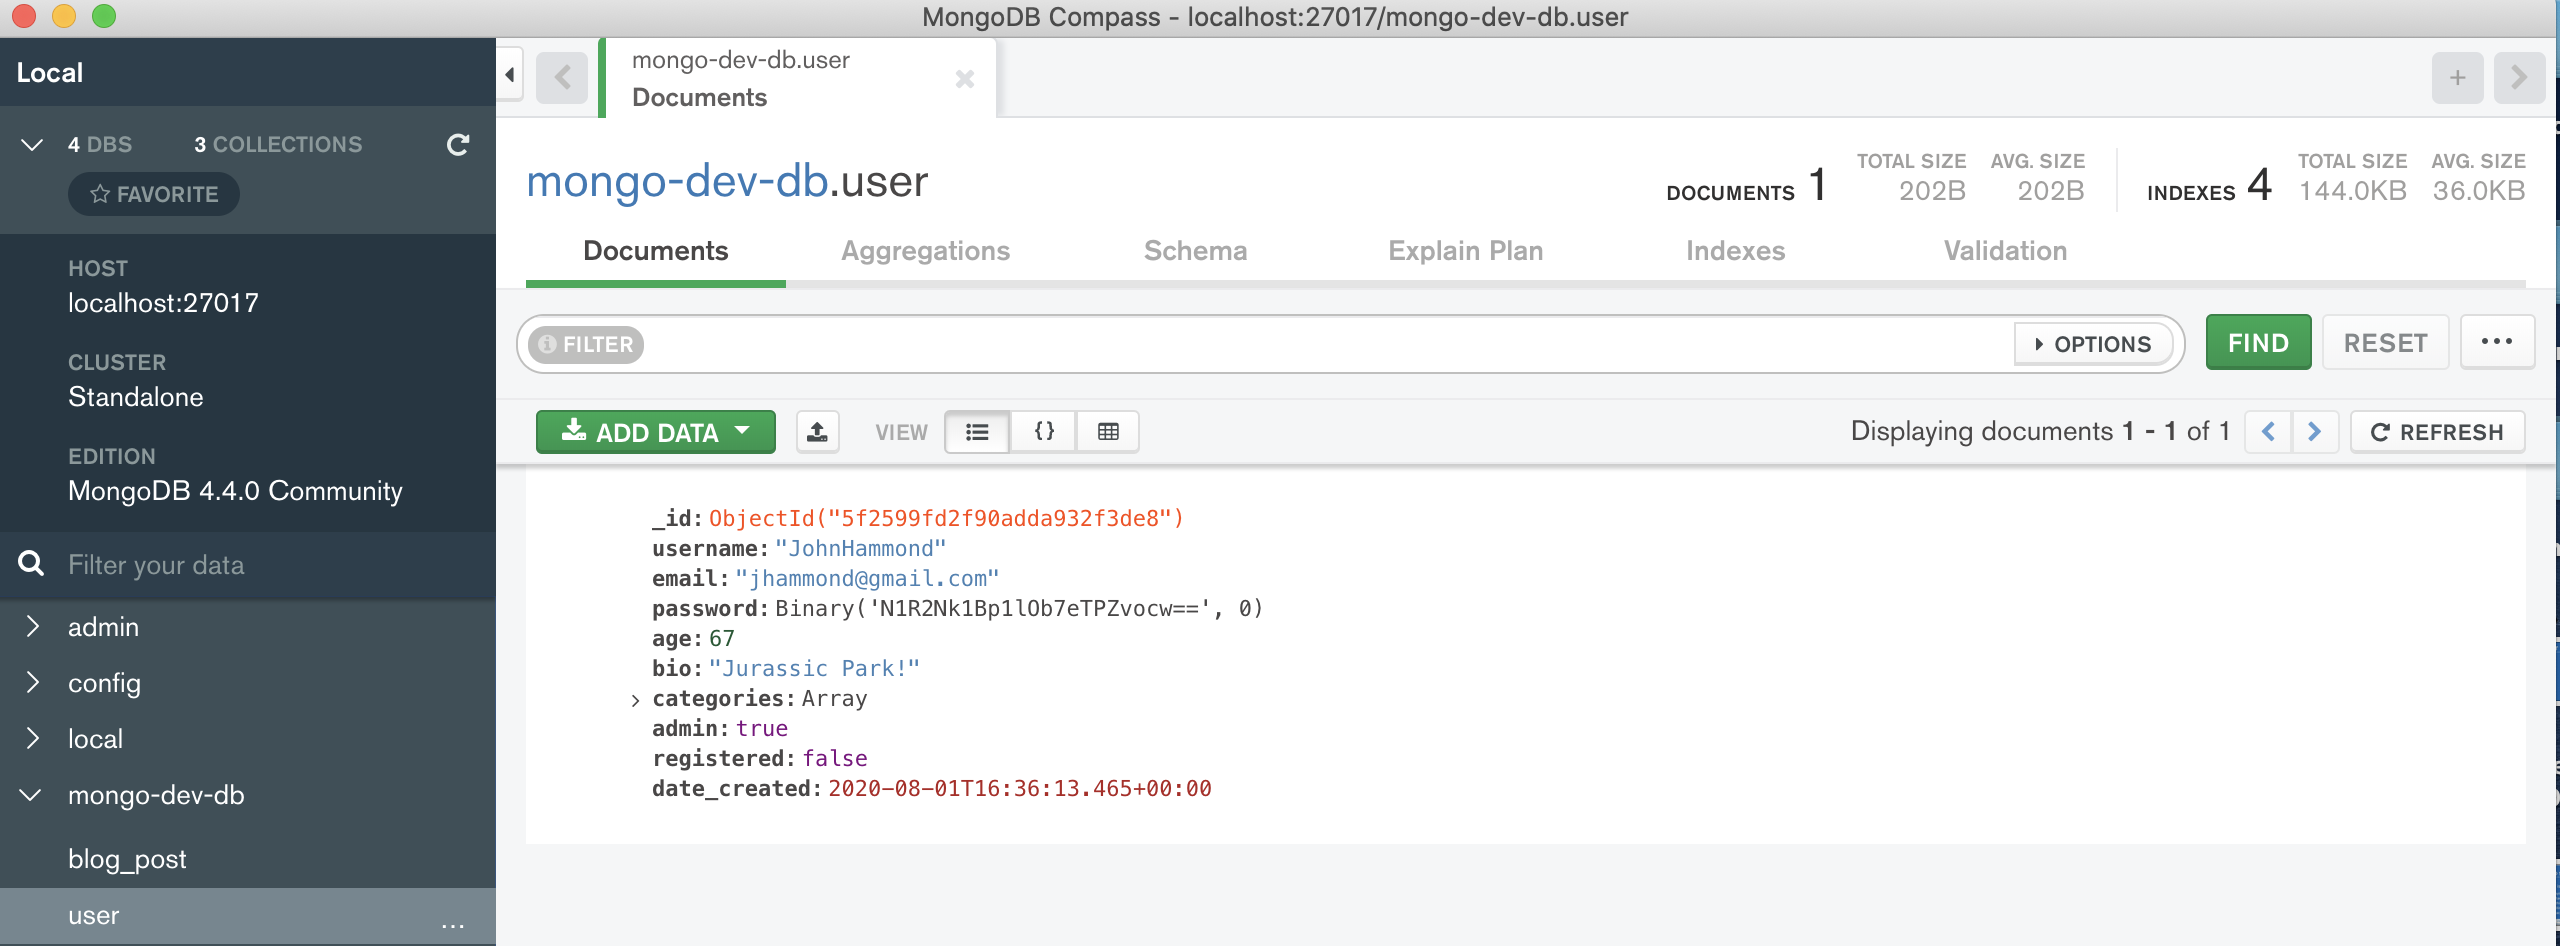 MongoDB Compass - localhost:27017/mongo-dev-db.user
Local
4 DBS 3 COLLECTIONS
FAVORITE
HOST
localhost:27017
CLUSTER
Standalone
EDITION
MongoDB 4.4.0 Community
Filter your data
admin
config
local
mongo-dev-db
blog_post
user ...
mongo-dev-db.user
Documents
mongo-dev-db.user
DOCUMENTS 1 TOTAL SIZE 202B AVG. SIZE 202B INDEXES 4 TOTAL SIZE 144.0KB AVG. SIZE 36.0KB
Documents Aggregations Schema Explain Plan Indexes Validation
FILTER OPTIONS FIND RESET ...
ADD DATA VIEW {} Displaying documents 1 - 1 of 1 REFRESH
_id: ObjectId("5f2599fd2f90adda932f3de8")
username: "JohnHammond"
email: "jhammond@gmail.com"
password: Binary('N1R2Nk1Bp1lOb7eTPZvocw==', 0)
age: 67
bio: "Jurassic Park!"
categories: Array
admin: true
registered: false
date_created: 2020-08-01T16:36:13.465+00:00